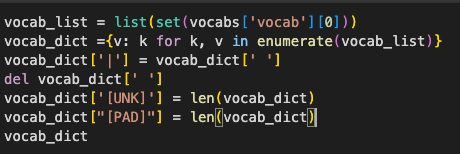 vocab_list = list(set(vocabs['vocab'][0]))
vocab_dict ={v: k for k, v in enumerate(vocab_list)}
vocab_dict['|'] = vocab_dict[' ']
del vocab_dict[' ']
vocab_dict['[UNK]'] = len(vocab_dict)
vocab_dict["[PAD]"] = len(vocab_dict)
vocab_dict